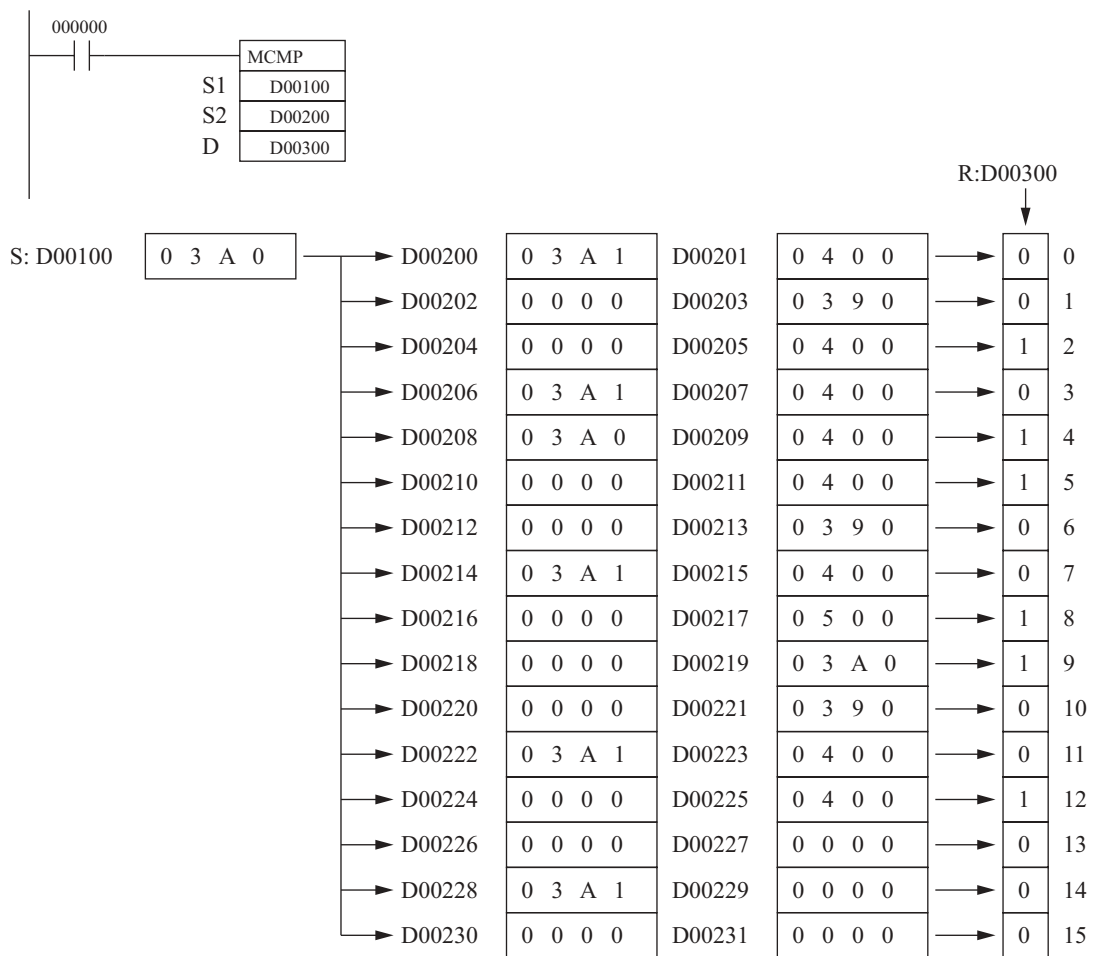 000000
MCMP
S1 D00100
S2 D00200
D D00300
R:D00300
S: D00100 0 3 A 0 D00200 0 3 A 1 D00201 0 4 0 0 0 0
D00202 0 0 0 0 D00203 0 3 9 0 0 1
D00204 0 0 0 0 D00205 0 4 0 0 1 2
D00206 0 3 A 1 D00207 0 4 0 0 0 3
D00208 0 3 A 0 D00209 0 4 0 0 1 4
D00210 0 0 0 0 D00211 0 4 0 0 1 5
D00212 0 0 0 0 D00213 0 3 9 0 0 6
D00214 0 3 A 1 D00215 0 4 0 0 0 7
D00216 0 0 0 0 D00217 0 5 0 0 1 8
D00218 0 0 0 0 D00219 0 3 A 0 1 9
D00220 0 0 0 0 D00221 0 3 9 0 0 10
D00222 0 3 A 1 D00223 0 4 0 0 0 11
D00224 0 0 0 0 D00225 0 4 0 0 1 12
D00226 0 0 0 0 D00227 0 0 0 0 0 13
D00228 0 3 A 1 D00229 0 0 0 0 0 14
D00230 0 0 0 0 D00231 0 0 0 0 0 15